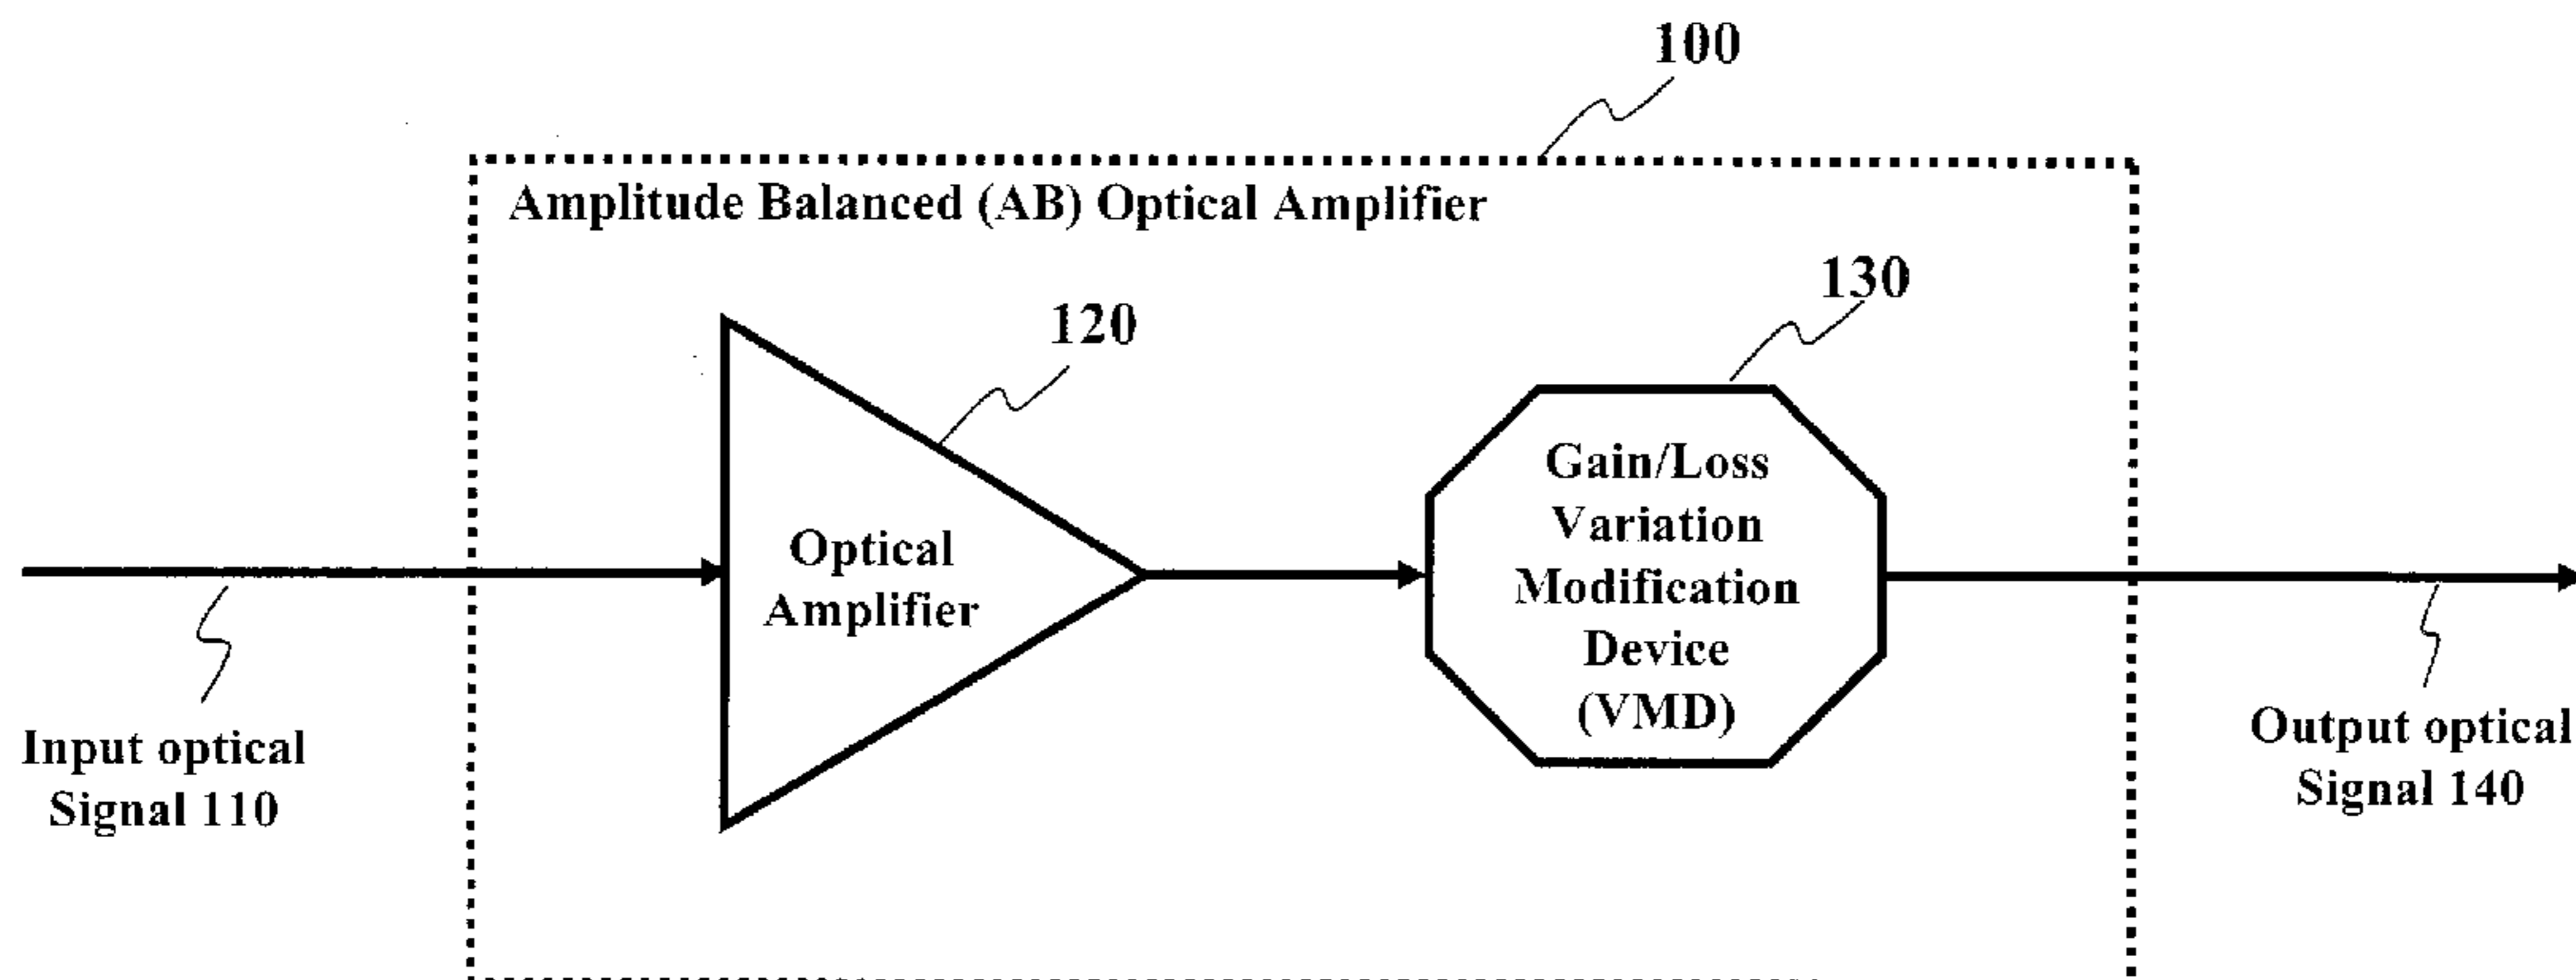 100
Amplitude Balanced (AB) Optical Amplifier
130
120
Gain/Loss
Variation
Modification
Device
(VMD)
Optical
Amplifier
Input optical
Signal 110
Output optical
Signal 140